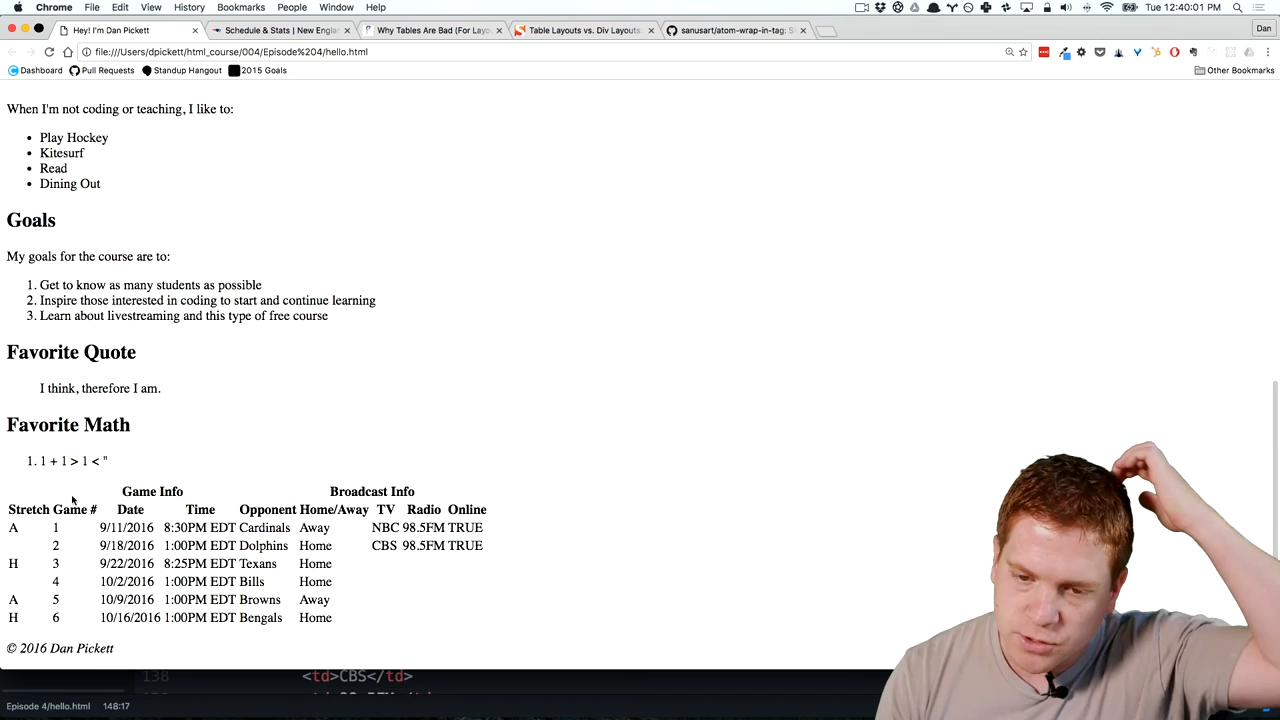 Chrome File Edit View History Bookmarks People Window Help Tue 12:40:01 PM
Hey! I'm Dan Pickett Schedule & Stats | New Engla Why Tables Are Bad (For Layou Table Layouts vs. Div Layouts. sanusart/atom-wrap-in-tag: Si Dan
file:///Users/dpickett/html_course/004/Episode%204/hello.html
Dashboard Pull Requests Standup Hangout 2015 Goals Other Bookmarks
When I'm not coding or teaching, I like to:
• Play Hockey
• Kitesurf
• Read
• Dining Out
Goals
My goals for the course are to:
1. Get to know as many students as possible
2. Inspire those interested in coding to start and continue learning
3. Learn about livestreaming and this type of free course
Favorite Quote
I think, therefore I am.
Favorite Math
1. 1 + 1 > 1 < "
Game Info Broadcast Info
Stretch Game # Date Time Opponent Home/Away TV Radio Online
A 1 9/11/2016 8:30PM EDT Cardinals Away NBC 98.5FM TRUE
2 9/18/2016 1:00PM EDT Dolphins Home CBS 98.5FM TRUE
H 3 9/22/2016 8:25PM EDT Texans Home
4 10/2/2016 1:00PM EDT Bills Home
A 5 10/9/2016 1:00PM EDT Browns Away
H 6 10/16/2016 1:00PM EDT Bengals Home
© 2016 Dan Pickett
138 <td>CBS</td>
Episode 4/hello.html 148:17